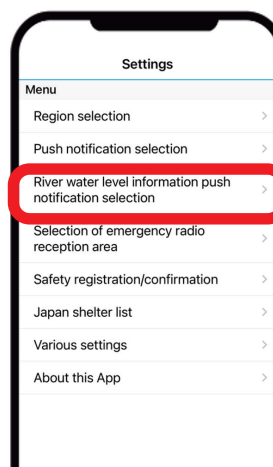 Settings
Menu
Region selection
Push notification selection
River water level information push
notification selection
Selection of emergency radio
reception area
Safety registration/confirmation
Japan shelter list
Various settings
About this App